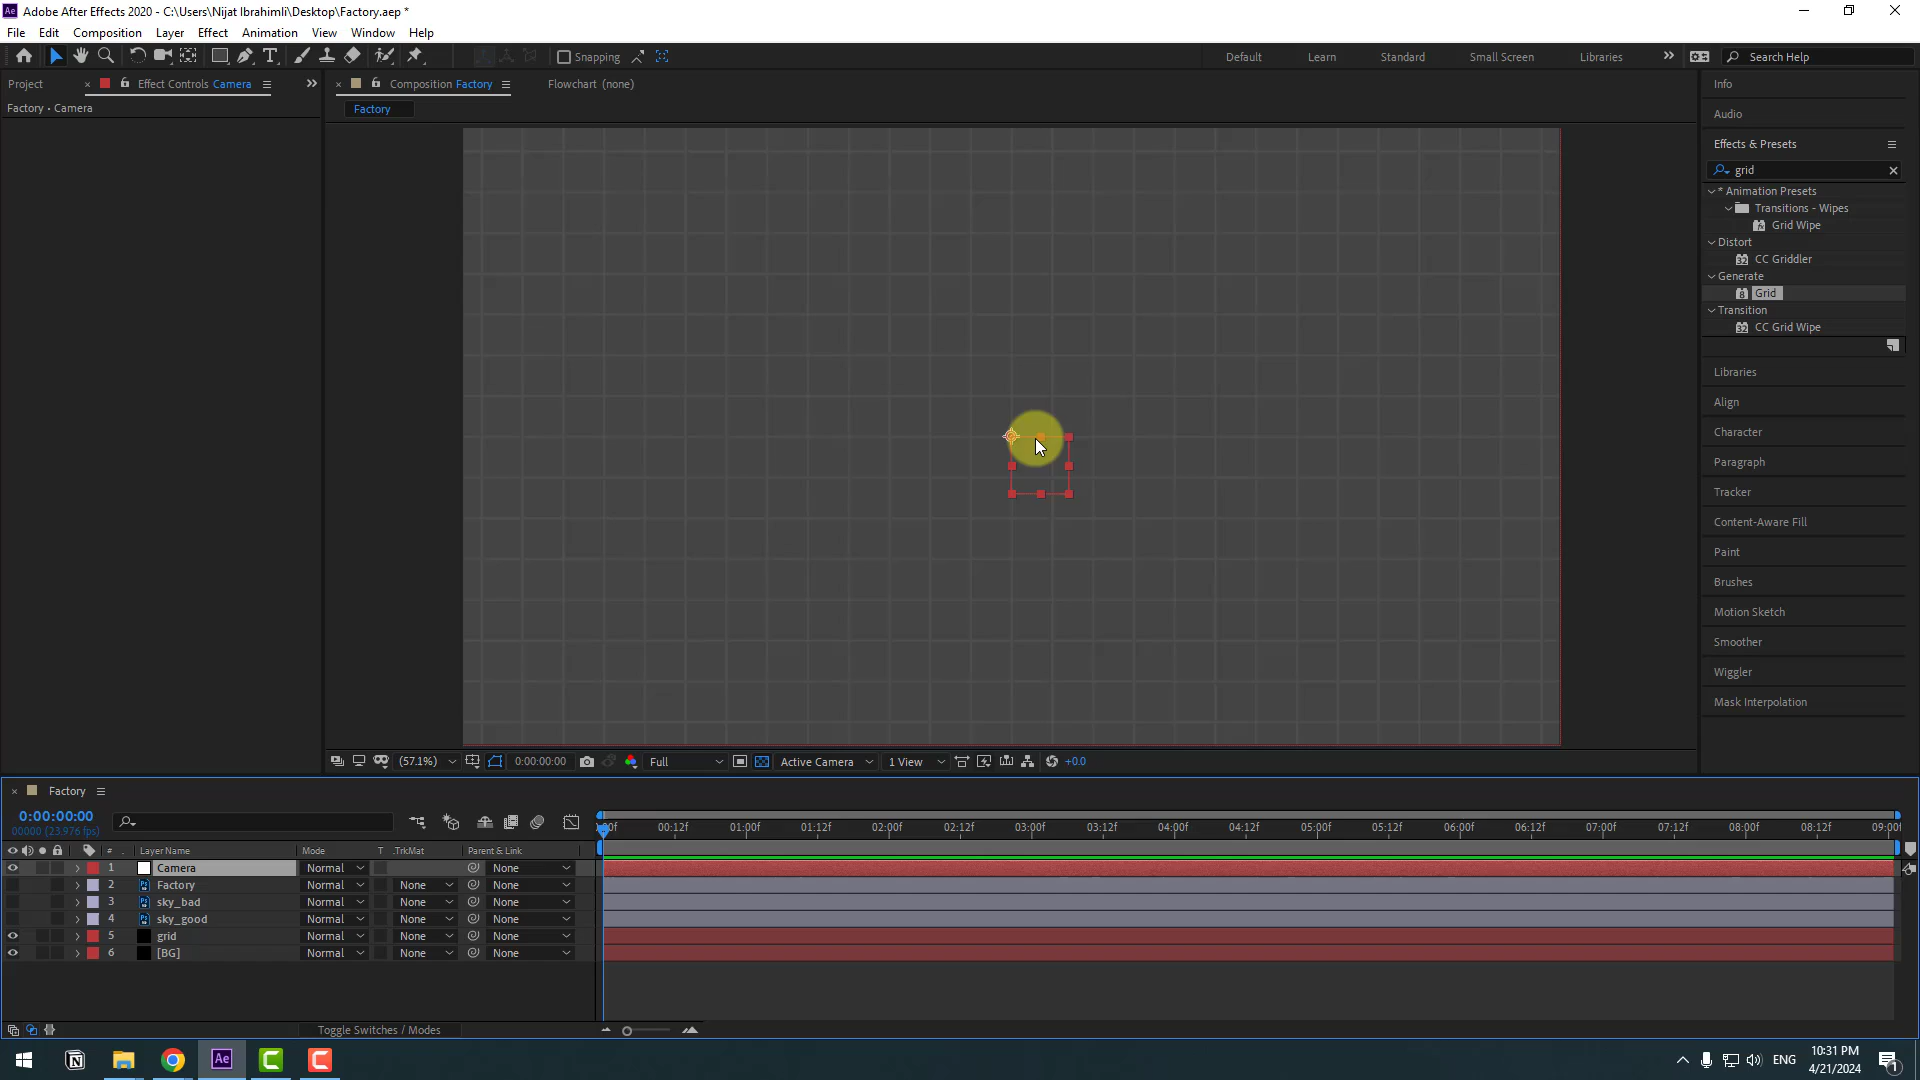 Adobe After Effects 2020 - C:\Users\Nijat Ibrahimli\Desktop\Factory.aep *
File Edit Composition Layer Effect Animation View Window Help
Snapping
Default Learn Standard Small Screen Libraries Search Help
Project
Effect Controls Camera
Factory • Camera
Composition Factory
Flowchart (none)
Factory
Info
Audio
Effects & Presets
grid
* Animation Presets
Transitions - Wipes
Grid Wipe
Distort
CC Griddler
Generate
Grid
Transition
CC Grid Wipe
Libraries
Align
Character
Paragraph
Tracker
Content-Aware Fill
Paint
Brushes
Motion Sketch
Smoother
Wiggler
Mask Interpolation
(57.1%) 0:00:00:00 Full Active Camera 1 View +0.0
Factory
0:00:00:00
00000 (23.976 fps)
00:12f 01:00f 01:12f 02:00f 02:12f 03:00f 03:12f 04:00f 04:12f 05:00f 05:12f 06:00f 06:12f 07:00f 07:12f 08:00f 08:12f 09:00f
# Layer Name Mode T .TrkMat Parent & Link
1 Camera Normal None
2 Factory Normal None None
3 sky_bad Normal None None
4 sky_good Normal None None
5 grid Normal None None
6 [BG] Normal None None
Toggle Switches / Modes
ENG
10:31 PM
4/21/2024
1